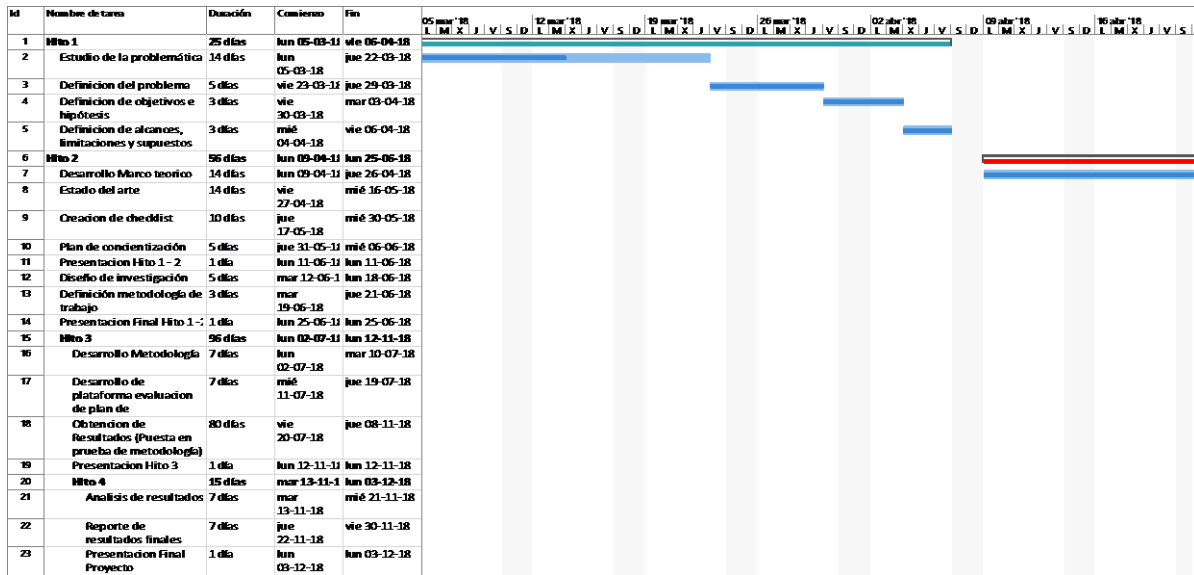 Id Nombre de tarea Duración Comienzo Fin
05 mar '18 12 mar '18 19 mar '18 26 mar '18 02 abr '18 09 abr '18 16 abr '18
L M X J V S D L M X J V S D L M X J V S D L M X J V S D L M X J V S D L M X J V S D L M X J V S
1 Hito 1 25 días lun 05-03-18 vie 06-04-18
2 Estudio de la problemática 14 días lun jue 22-03-18
05-03-18
3 Definicion del problema 5 días vie 23-03-18 jue 29-03-18
4 Definicion de objetivos e 3 días vie mar 03-04-18
hipótesis 30-03-18
5 Definicion de alcances, 3 días mié vie 06-04-18
limitaciones y supuestos 04-04-18
6 Hito 2 56 días lun 09-04-18 lun 25-06-18
7 Desarrollo Marco teorico 14 días lun 09-04-18 jue 26-04-18
8 Estado del arte 14 días vie mié 16-05-18
27-04-18
9 Creacion de checklist 10 días jue mié 30-05-18
17-05-18
10 Plan de concientización 5 días jue 31-05-18 mié 06-06-18
11 Presentacion Hito 1 - 2 1 día lun 11-06-18 lun 11-06-18
12 Diseño de investigación 5 días mar 12-06-1 lun 18-06-18
13 Definición metodología de 3 días mar jue 21-06-18
trabajo 19-06-18
14 Presentacion Final Hito 1 -2 1 día lun 25-06-18 lun 25-06-18
15 Hito 3 96 días lun 02-07-18 lun 12-11-18
16 Desarrollo Metodología 7 días lun mar 10-07-18
02-07-18
17 Desarrollo de 7 días mié jue 19-07-18
plataforma evaluacion 11-07-18
de plan de
18 Obtencion de 80 días vie jue 08-11-18
Resultados (Puesta en 20-07-18
prueba de metodología)
19 Presentacion Hito 3 1 día lun 12-11-18 lun 12-11-18
20 Hito 4 15 días mar 13-11-1 lun 03-12-18
21 Analisis de resultados 7 días mar mié 21-11-18
13-11-18
22 Reporte de 7 días jue vie 30-11-18
resultados finales 22-11-18
23 Presentacion Final 1 día lun lun 03-12-18
Proyecto 03-12-18